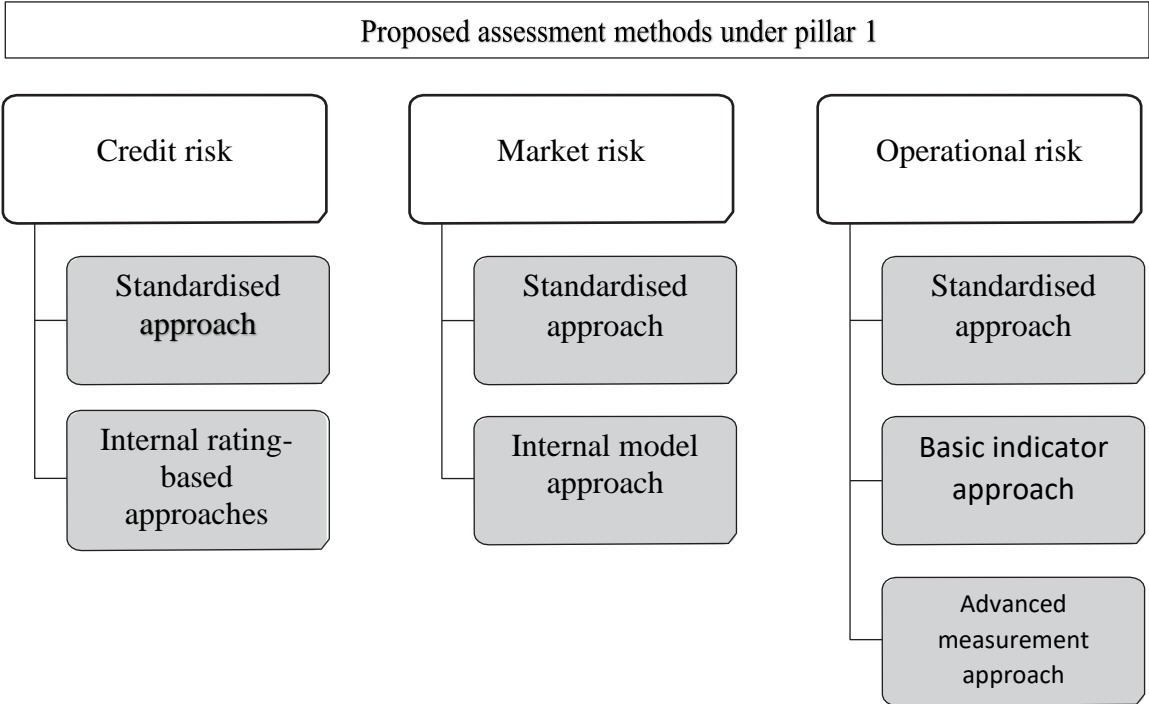 Proposed assessment methods under pillar 1
Credit risk
Standardised
approach
Internal rating-
based
approaches
Market risk
Standardised
approach
Internal model
approach
Operational risk
Standardised
approach
Basic indicator
approach
Advanced
measurement
approach